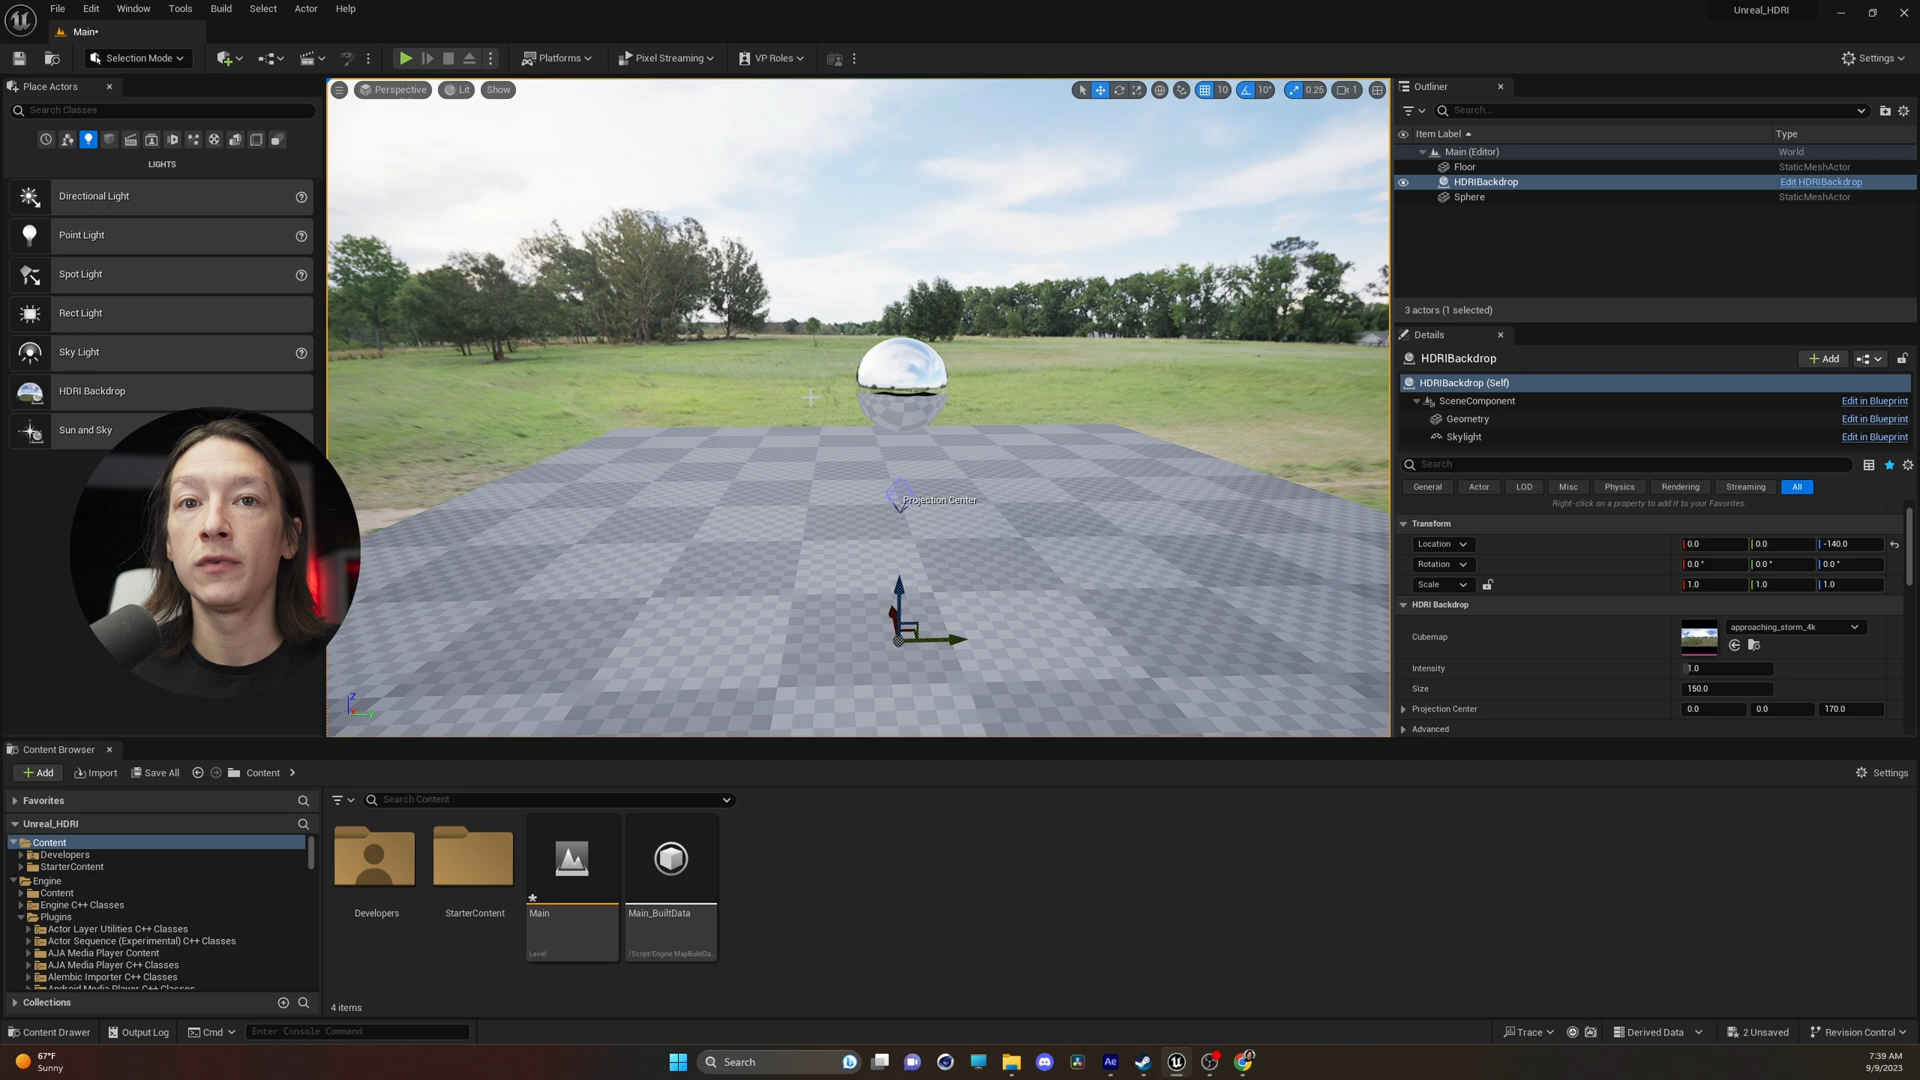 File Edit Window Tools Build Select Actor Help
Unreal_HDRI
Main*
Selection Mode
Platforms
Pixel Streaming
VP Roles
Settings
Place Actors
Search Classes
LIGHTS
Directional Light
Point Light
Spot Light
Rect Light
Sky Light
HDRI Backdrop
Sun and Sky
Perspective
Lit
Show
10
10°
0.25
1
Projection Center
Z
X
Y
Outliner
Search...
Item Label
Type
Main (Editor)
World
Floor
StaticMeshActor
HDRIBackdrop
Edit HDRIBackdrop
Sphere
StaticMeshActor
3 actors (1 selected)
Details
HDRIBackdrop
Add
HDRIBackdrop (Self)
SceneComponent
Edit in Blueprint
Geometry
Edit in Blueprint
Skylight
Edit in Blueprint
Search
General
Actor
LOD
Misc
Physics
Rendering
Streaming
All
Right-click on a property to add it to your Favorites.
Transform
Location
0.0
0.0
-140.0
Rotation
0.0 °
0.0 °
0.0 °
Scale
1.0
1.0
1.0
HDRI Backdrop
Cubemap
approaching_storm_4k
Intensity
1.0
Size
150.0
Projection Center
0.0
0.0
170.0
Advanced
Content Browser
Add
Import
Save All
Content
Settings
Favorites
Search Content
Unreal_HDRI
Content
Developers
StarterContent
Engine
Content
Engine C++ Classes
Plugins
Actor Layer Utilities C++ Classes
Actor Sequence (Experimental) C++ Classes
AJA Media Player Content
AJA Media Player C++ Classes
Alembic Importer C++ Classes
Android Media Player C++ Classes
Collections
Developers
StarterContent
Main
Level
Main_BuiltData
/Script/Engine.MapBuildDa...
4 items
Content Drawer
Output Log
Cmd
Enter Console Command
Trace
Derived Data
2 Unsaved
Revision Control
67°F
Sunny
Search
Ae
7:39 AM
9/9/2023